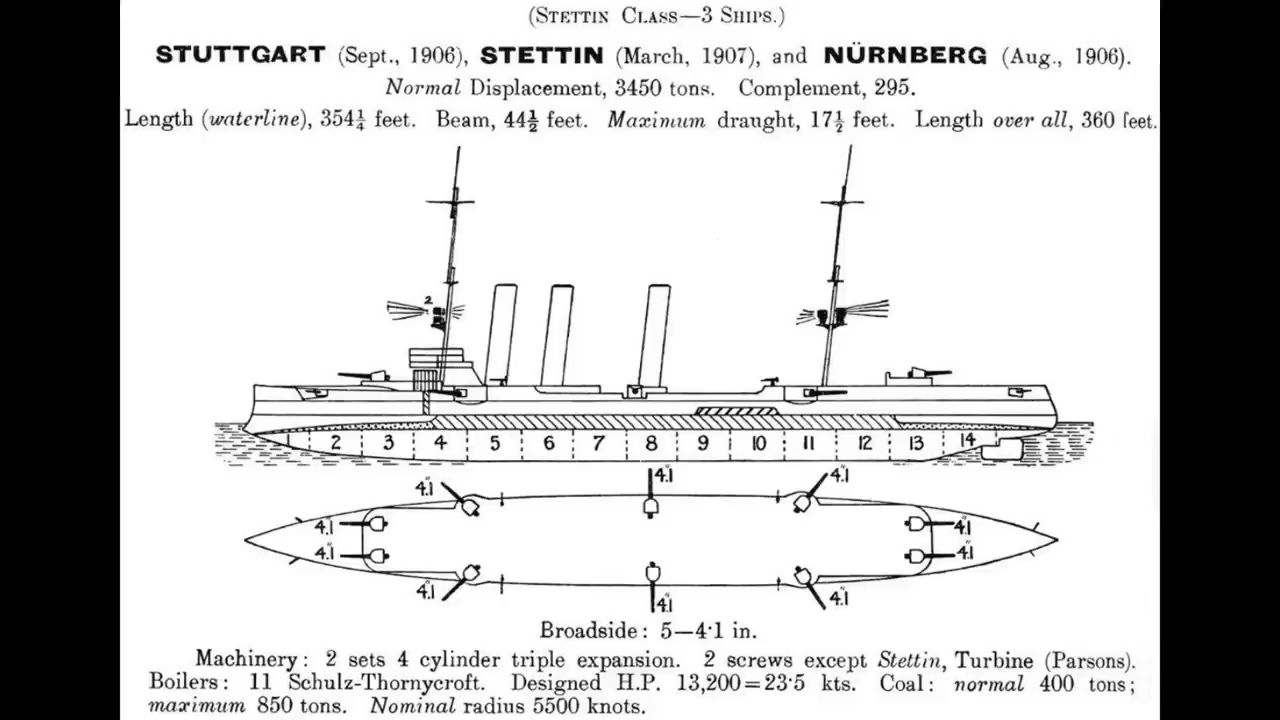 (STETTIN CLASS—3 SHIPS.)
STUTTGART (Sept., 1906), STETTIN (March, 1907), and NÜRNBERG (Aug., 1906).
Normal Displacement, 3450 tons. Complement, 295.
Length (waterline), 354¼ feet. Beam, 44½ feet. Maximum draught, 17½ feet. Length over all, 360 feet.
2
1 2 3 4 5 6 7 8 9 10 11 12 13 14
4.″1 4.″1 4.″1
4.″1 4.″1
4.″1 4.″1
4.″1 4.″1 4.″1
Broadside: 5—4·1 in.
Machinery: 2 sets 4 cylinder triple expansion. 2 screws except Stettin, Turbine (Parsons).
Boilers: 11 Schulz-Thornycroft. Designed H.P. 13,200=23·5 kts. Coal: normal 400 tons;
maximum 850 tons. Nominal radius 5500 knots.